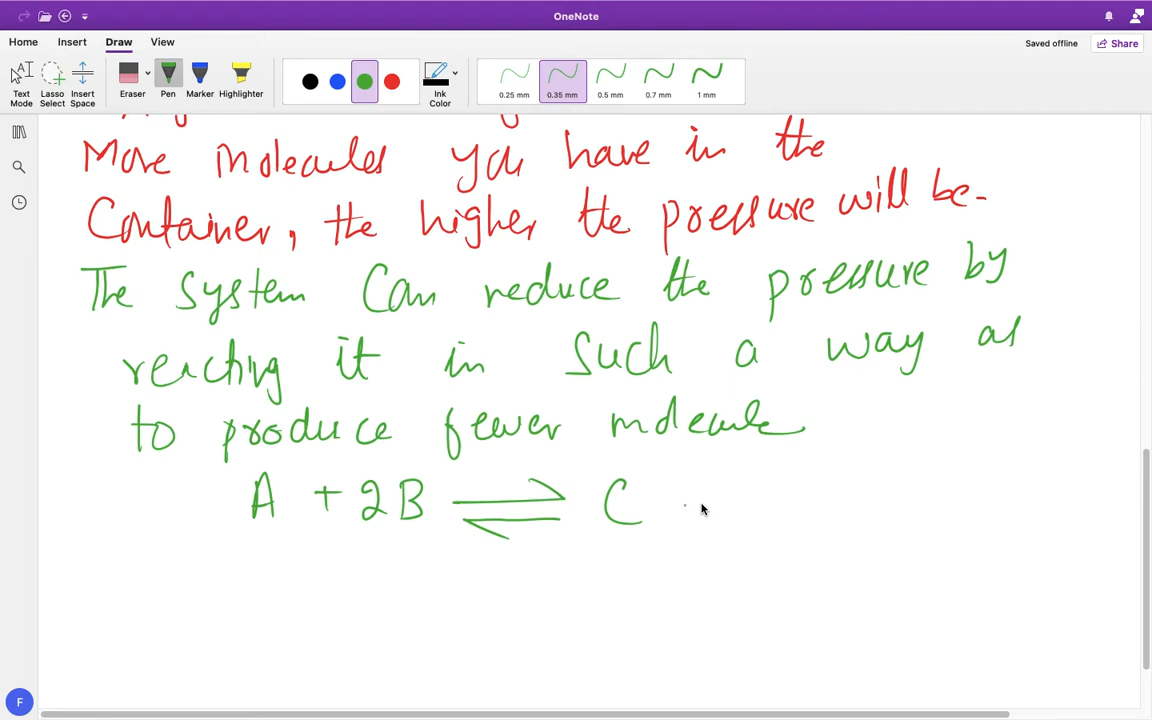 OneNote
Home Insert Draw View
Saved offline
Share
Text Mode
Lasso Select
Insert Space
Eraser
Pen
Marker
Highlighter
Ink Color
0.25 mm
0.35 mm
0.5 mm
0.7 mm
1 mm
More molecules you have in the
Container, the higher the pressure will be.
The system Can reduce the pressure by
reacting it in Such a way as
to produce fewer molecule
A + 2B ⇌ C
F